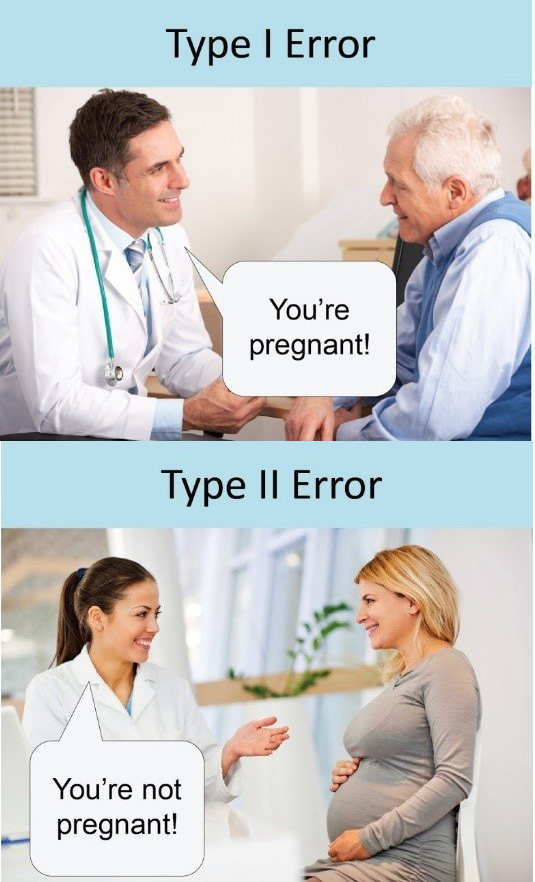 Type I Error
You’re
pregnant!
Type II Error
You’re not
pregnant!